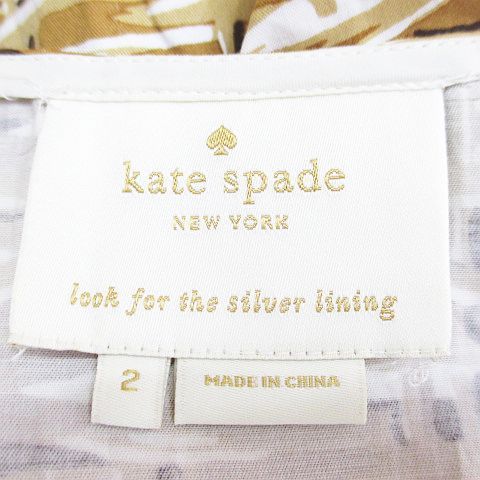 kate spade
NEW YORK
look for the silver lining
2
MADE IN CHINA